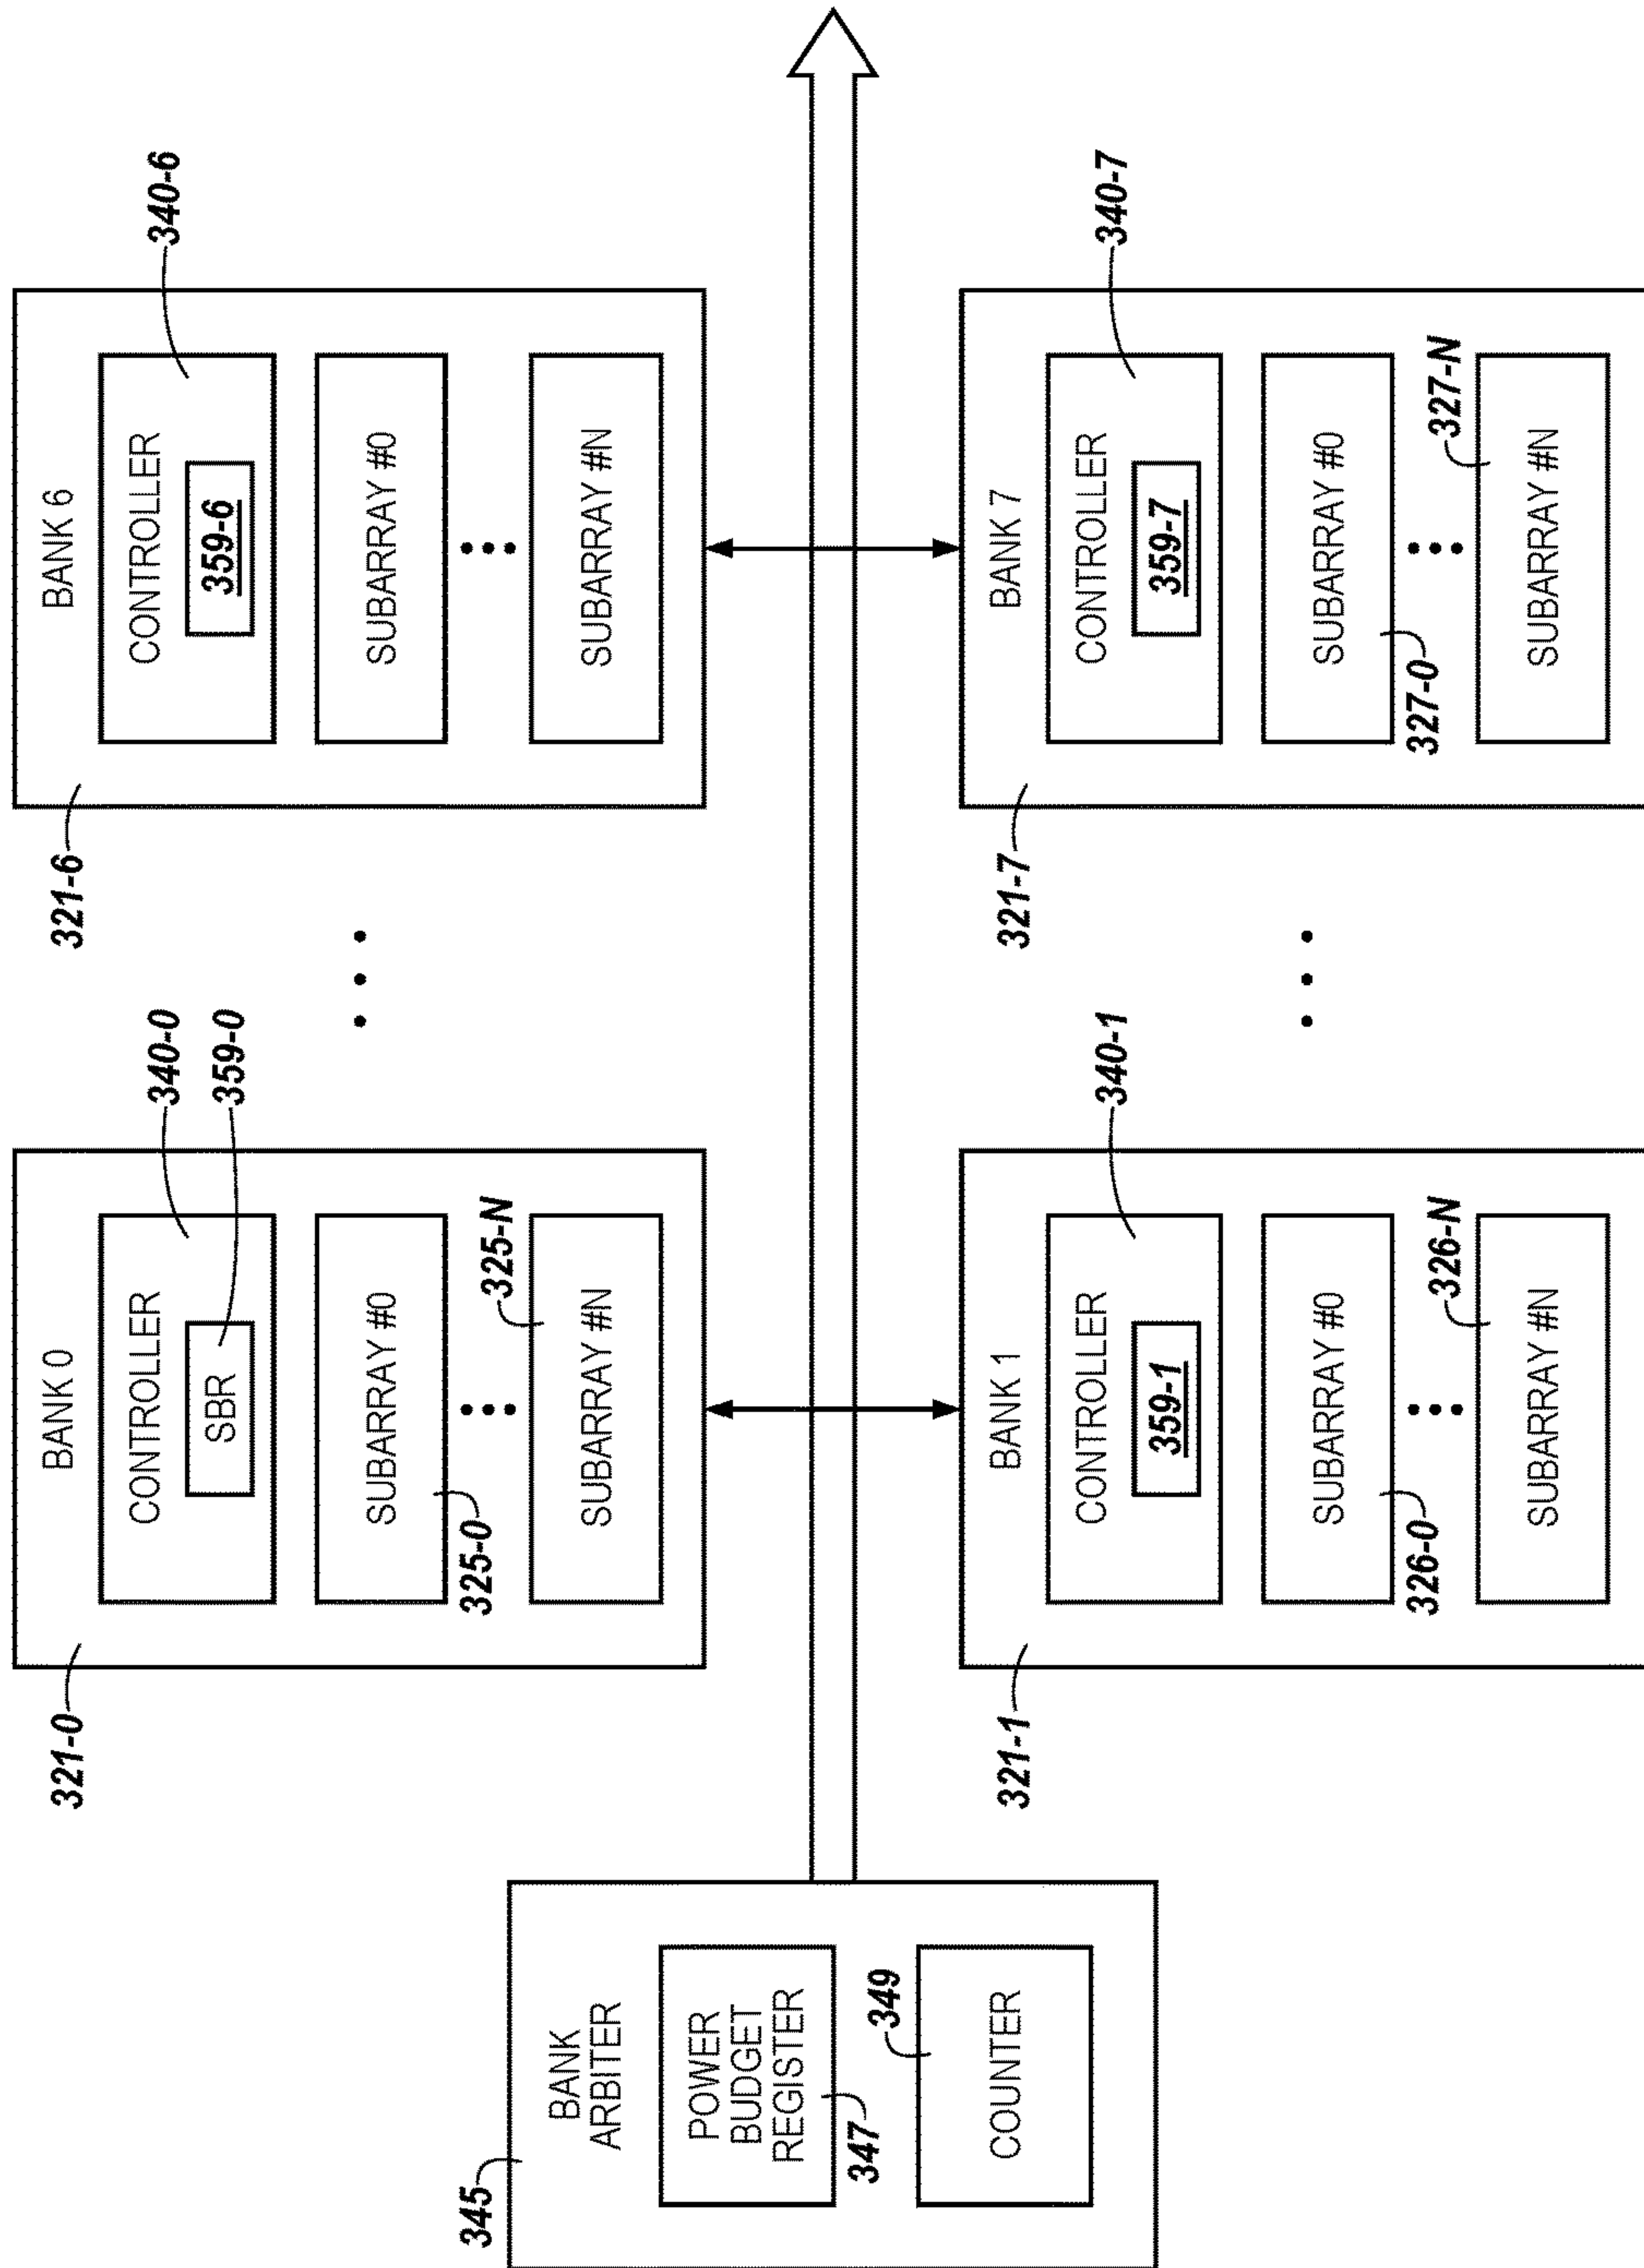 345
BANK
ARBITER
POWER
BUDGET
REGISTER
347
349
COUNTER
321-0
BANK 0
CONTROLLER
SBR
340-0
359-0
SUBARRAY #0
325-0
325-N
SUBARRAY #N
321-6
BANK 6
CONTROLLER
359-6
340-6
SUBARRAY #0
SUBARRAY #N
321-1
BANK 1
CONTROLLER
359-1
340-1
SUBARRAY #0
326-0
326-N
SUBARRAY #N
321-7
BANK 7
CONTROLLER
359-7
340-7
SUBARRAY #0
327-0
327-N
SUBARRAY #N